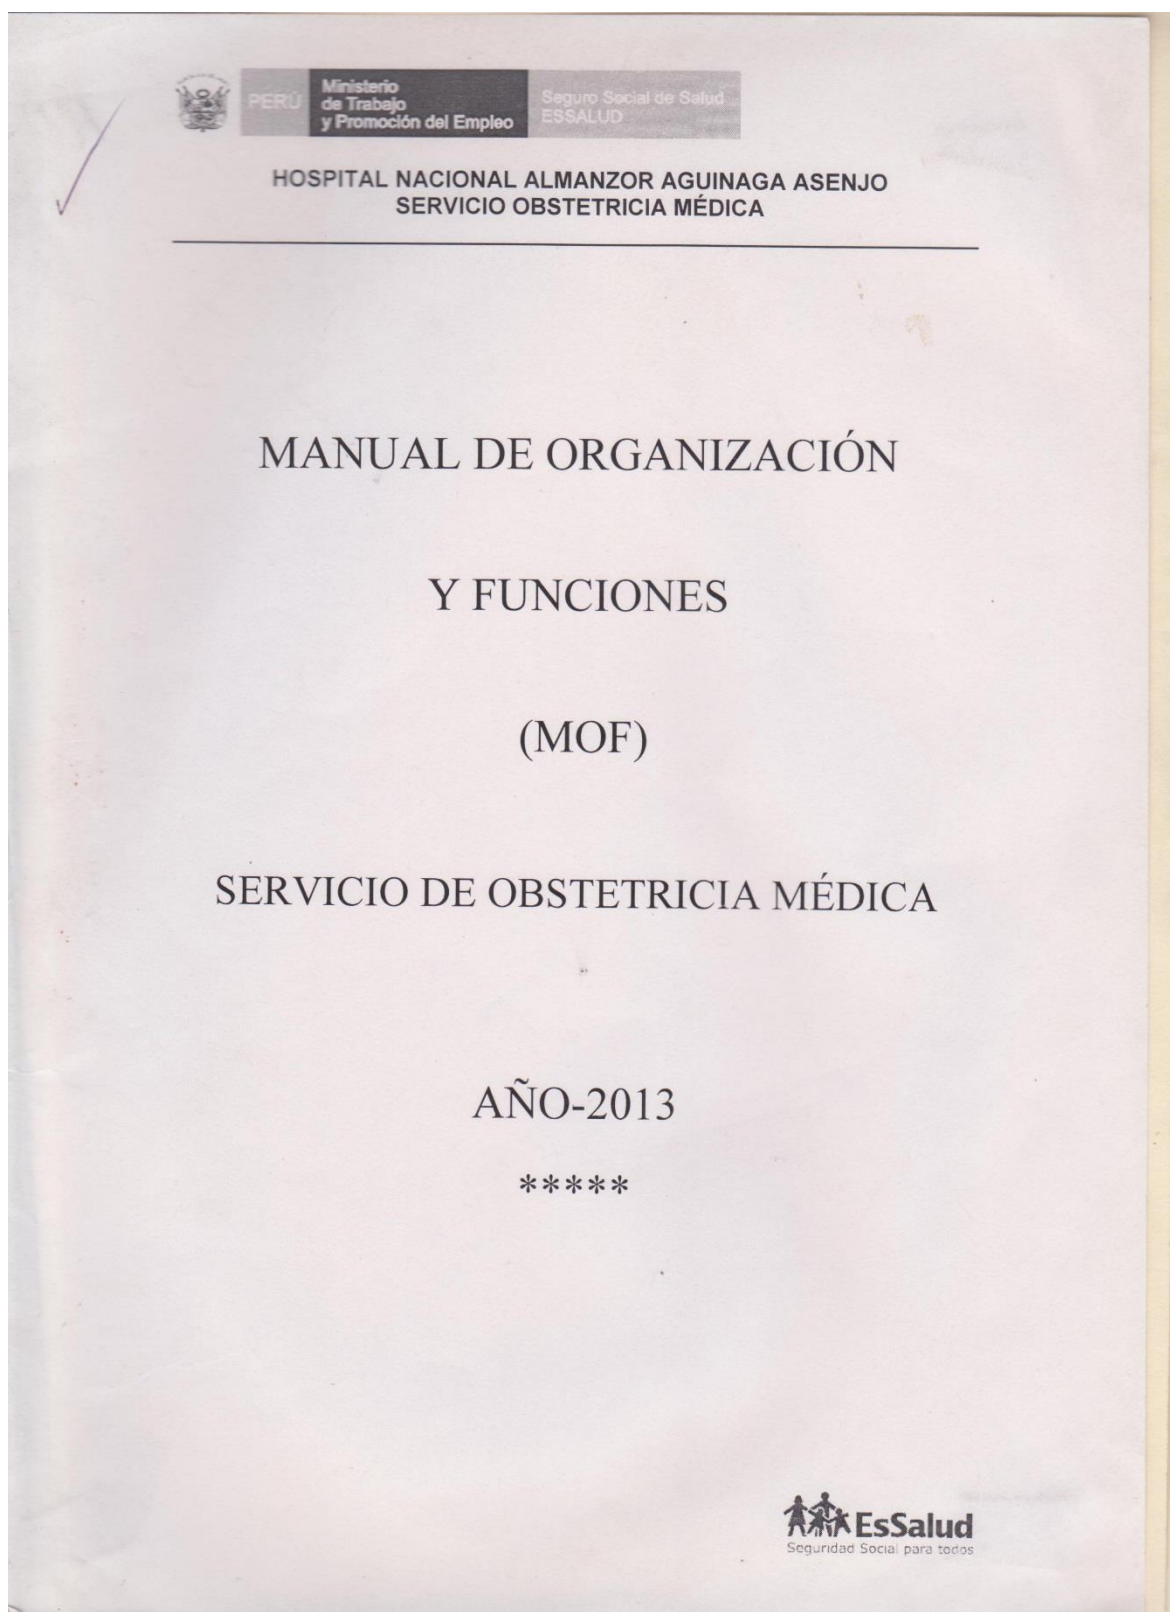 PERÚ
Ministerio
de Trabajo
y Promoción del Empleo
Seguro Social de Salud
ESSALUD
HOSPITAL NACIONAL ALMANZOR AGUINAGA ASENJO
SERVICIO OBSTETRICIA MÉDICA
MANUAL DE ORGANIZACIÓN
Y FUNCIONES
(MOF)
SERVICIO DE OBSTETRICIA MÉDICA
AÑO-2013
*****
EsSalud
Seguridad Social para todos